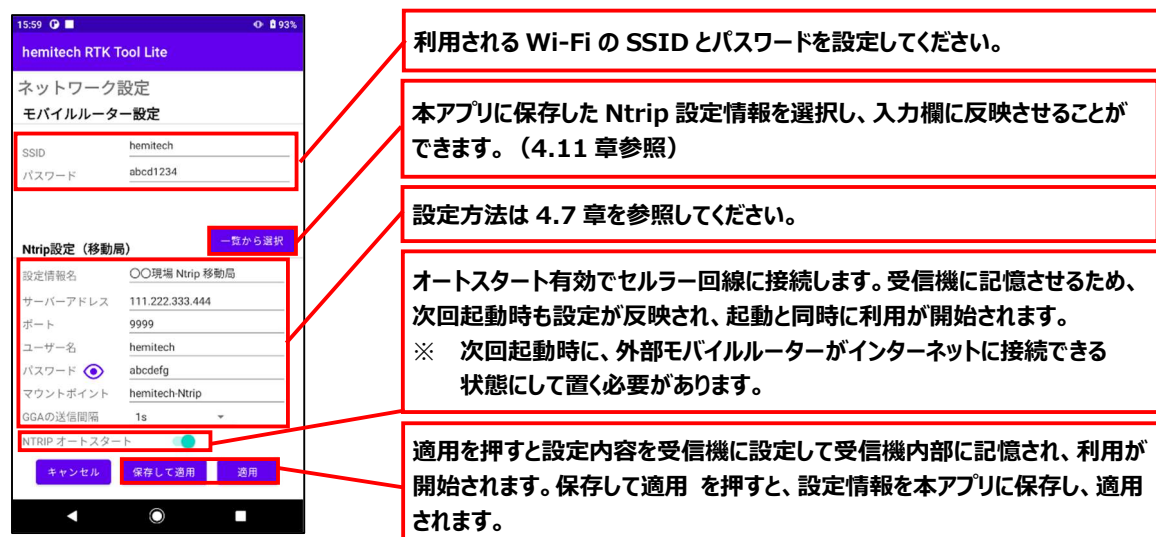 15:59
93%
hemitech RTK Tool Lite
ネットワーク設定
モバイルルーター設定
SSID hemitech
パスワード abcd1234
一覧から選択
Ntrip設定（移動局）
設定情報名 〇〇現場 Ntrip 移動局
サーバーアドレス 111.222.333.444
ポート 9999
ユーザー名 hemitech
パスワード abcdefg
マウントポイント hemitech-Ntrip
GGAの送信間隔 1s
NTRIP オートスタート
キャンセル 保存して適用 適用
利用される Wi-Fi の SSID とパスワードを設定してください。
本アプリに保存した Ntrip 設定情報を選択し、入力欄に反映させることが
できます。（4.11 章参照）
設定方法は 4.7 章を参照してください。
オートスタート有効でセルラー回線に接続します。受信機に記憶させるため、
次回起動時も設定が反映され、起動と同時に利用が開始されます。
※ 次回起動時に、外部モバイルルーターがインターネットに接続できる
状態にして置く必要があります。
適用を押すと設定内容を受信機に設定して受信機内部に記憶され、利用が
開始されます。保存して適用 を押すと、設定情報を本アプリに保存し、適用
されます。